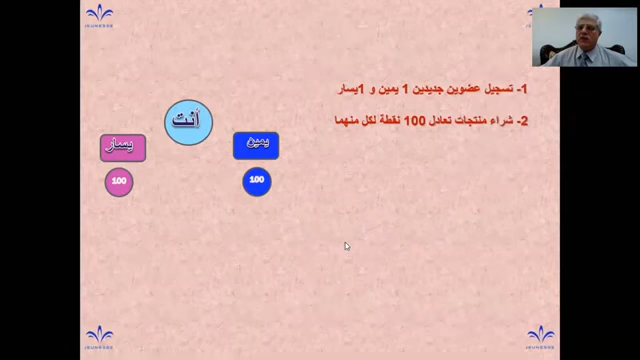 1- تسجيل عضوين جديدين 1 يمين و 1يسار
2- شراء منتجات تعادل 100 نقطة لكل منهما
أنت
يمين
يسار
100
100